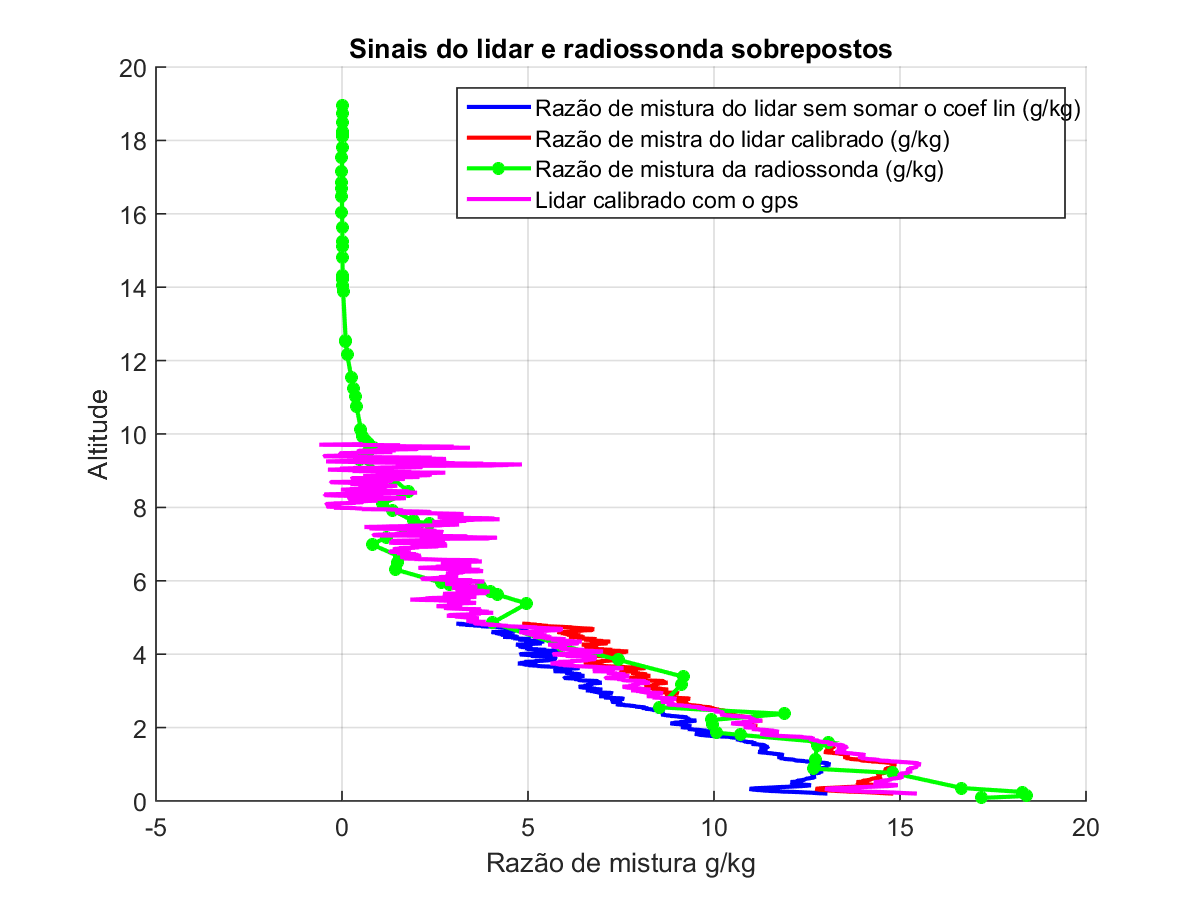 Sinais do lidar e radiossonda sobrepostos
20
18
16
14
12
10
8
6
4
2
0
Altitude
Razão de mistura do lidar sem somar o coef lin (g/kg)
Razão de mistra do lidar calibrado (g/kg)
Razão de mistura da radiossonda (g/kg)
Lidar calibrado com o gps
-5 0 5 10 15 20
Razão de mistura g/kg